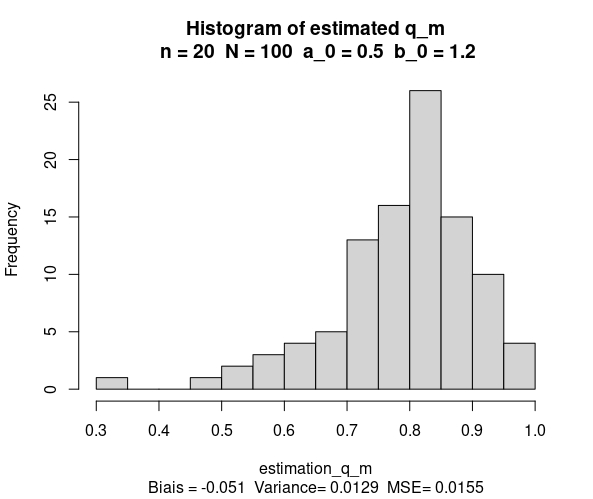 Histogram of estimated q_m
n = 20 N = 100 a_0 = 0.5 b_0 = 1.2
Frequency
25
20
15
10
5
0
0.3 0.4 0.5 0.6 0.7 0.8 0.9 1.0
estimation_q_m
Biais = -0.051 Variance= 0.0129 MSE= 0.0155